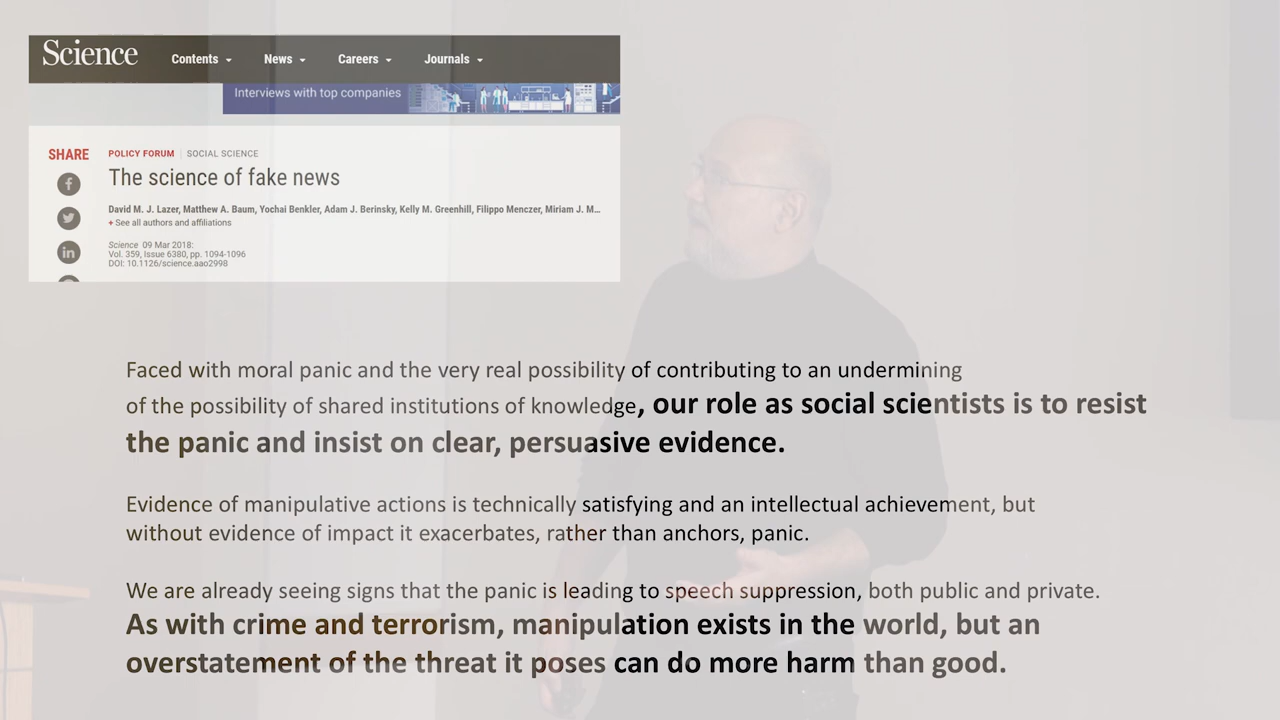 Science
Contents News Careers Journals
Interviews with top companies
SHARE
POLICY FORUM | SOCIAL SCIENCE
The science of fake news
David M. J. Lazer, Matthew A. Baum, Yochai Benkler, Adam J. Berinsky, Kelly M. Greenhill, Filippo Menczer, Miriam J. M...
+ See all authors and affiliations
Science 09 Mar 2018:
Vol. 359, Issue 6380, pp. 1094-1096
DOI: 10.1126/science.aao2998
Faced with moral panic and the very real possibility of contributing to an undermining
of the possibility of shared institutions of knowledge, our role as social scientists is to resist
the panic and insist on clear, persuasive evidence.
Evidence of manipulative actions is technically satisfying and an intellectual achievement, but
without evidence of impact it exacerbates, rather than anchors, panic.
We are already seeing signs that the panic is leading to speech suppression, both public and private.
As with crime and terrorism, manipulation exists in the world, but an
overstatement of the threat it poses can do more harm than good.